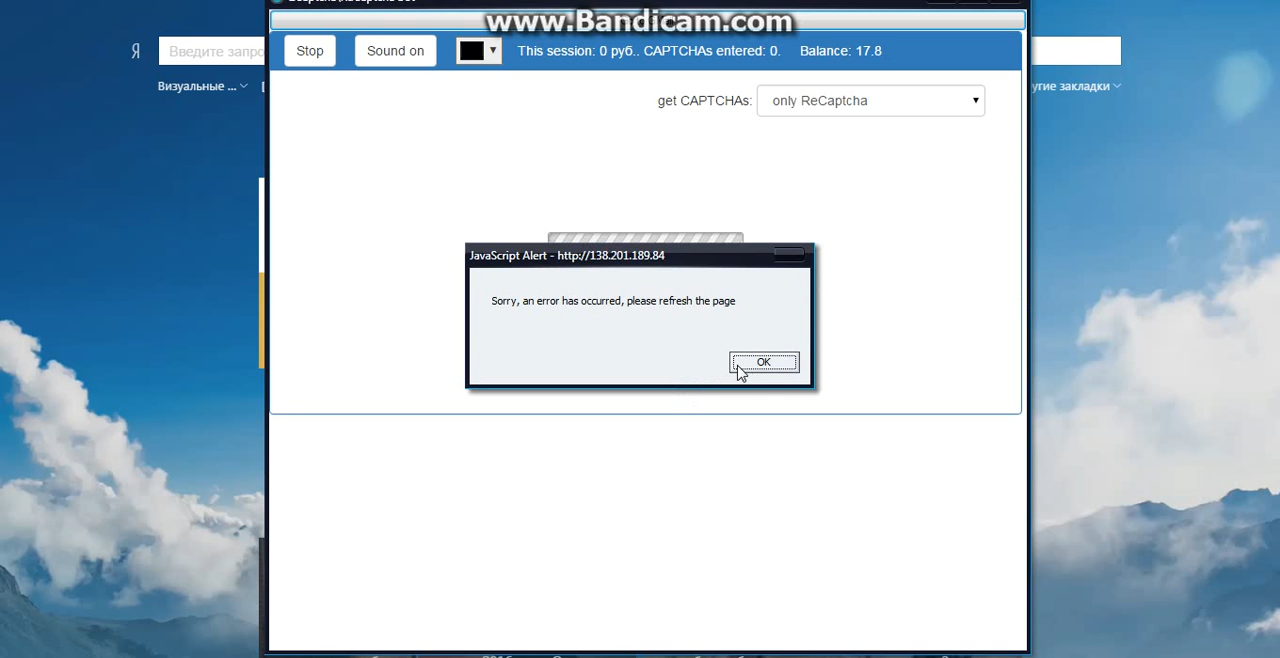 www.Bandicam.com
Я Введите запро
Stop Sound on This session: 0 руб.. CAPTCHAs entered: 0. Balance: 17.8
Визуальные ...
get CAPTCHAs: only ReCaptcha
закладки
JavaScript Alert - http://138.201.189.84
Sorry, an error has occurred, please refresh the page
OK